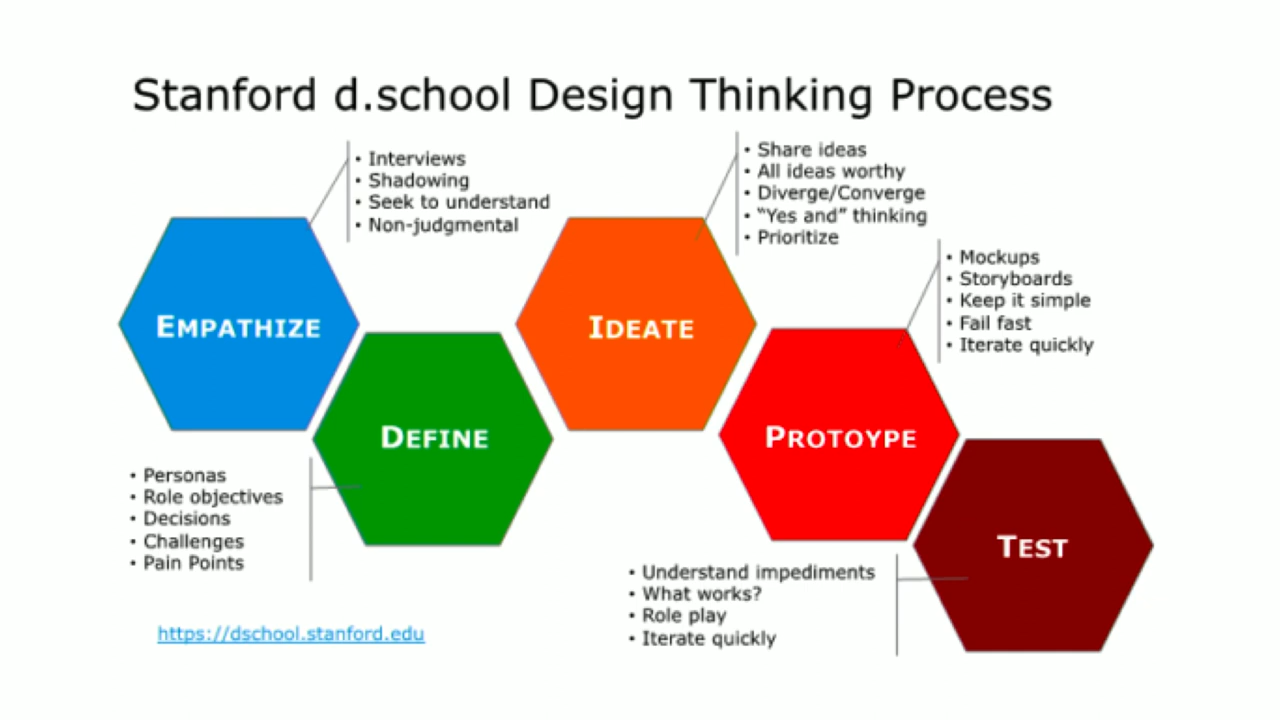 Stanford d.school Design Thinking Process
• Interviews
• Shadowing
• Seek to understand
• Non-judgmental
• Share ideas
• All ideas worthy
• Diverge/Converge
• “Yes and” thinking
• Prioritize
• Mockups
• Storyboards
• Keep it simple
• Fail fast
• Iterate quickly
EMPATHIZE
DEFINE
IDEATE
PROTOYPE
TEST
• Personas
• Role objectives
• Decisions
• Challenges
• Pain Points
• Understand impediments
• What works?
• Role play
• Iterate quickly
https://dschool.stanford.edu